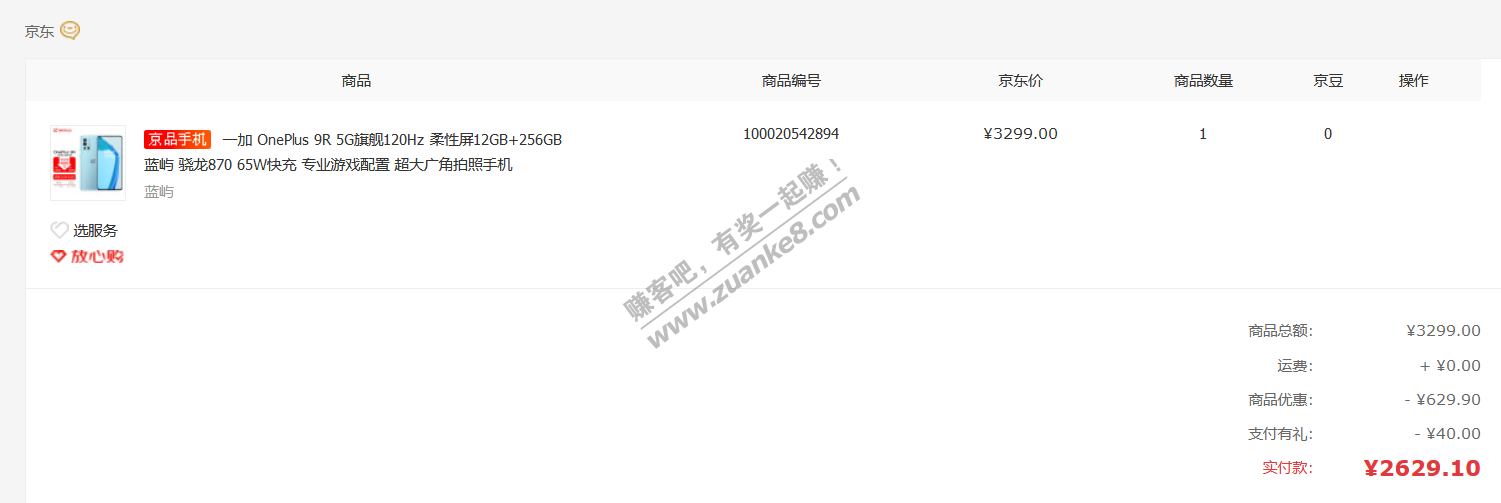 京东
商品 商品编号 京东价 商品数量 京豆 操作
京品手机 一加 OnePlus 9R 5G旗舰120Hz 柔性屏12GB+256GB
蓝屿 骁龙870 65W快充 专业游戏配置 超大广角拍照手机
蓝屿
100020542894 ¥3299.00 1 0
选服务
放心购
赚客吧，有奖一起赚！
www.zuanke8.com
商品总额： ¥3299.00
运费： + ¥0.00
商品优惠： - ¥629.90
支付有礼： - ¥40.00
实付款： ¥2629.10